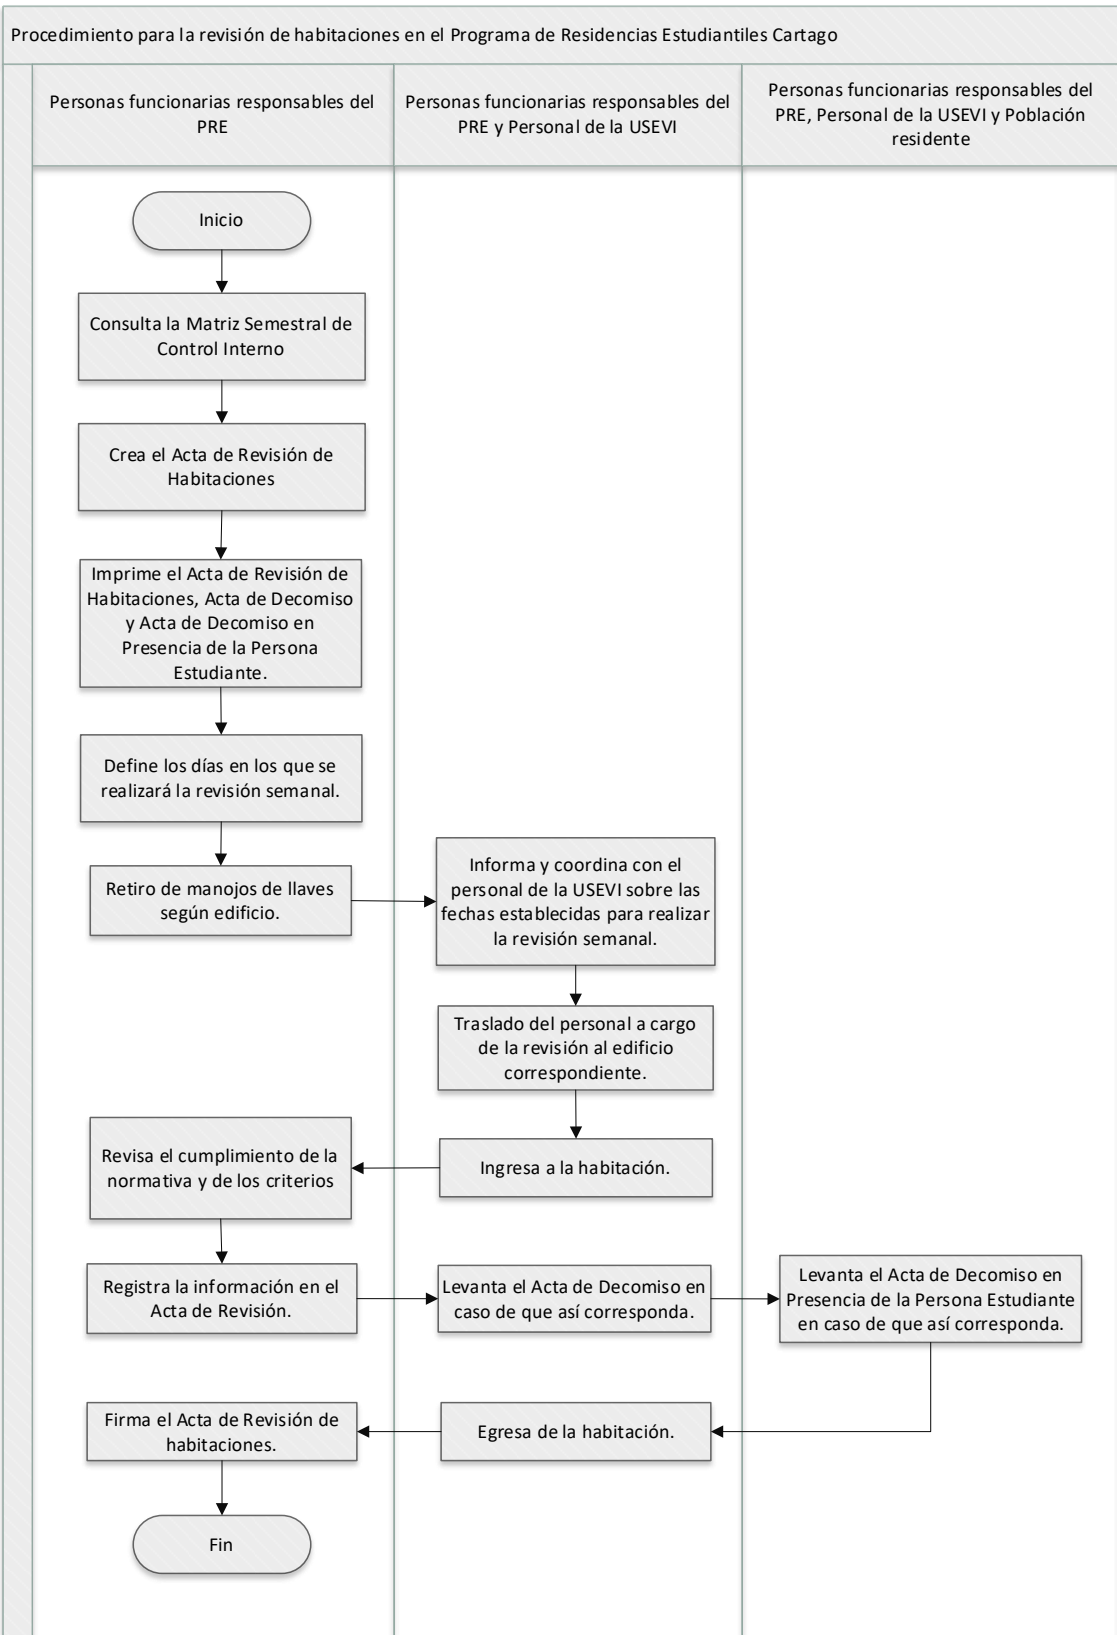 Procedimiento para la revisión de habitaciones en el Programa de Residencias Estudiantiles Cartago
Personas funcionarias responsables del
PRE
Personas funcionarias responsables del
PRE y Personal de la USEVI
Personas funcionarias responsables del
PRE, Personal de la USEVI y Población
residente
Inicio
Consulta la Matriz Semestral de
Control Interno
Crea el Acta de Revisión de
Habitaciones
Imprime el Acta de Revisión de
Habitaciones, Acta de Decomiso
y Acta de Decomiso en
Presencia de la Persona
Estudiante.
Define los días en los que se
realizará la revisión semanal.
Retiro de manojos de llaves
según edificio.
Informa y coordina con el
personal de la USEVI sobre las
fechas establecidas para realizar
la revisión semanal.
Traslado del personal a cargo
de la revisión al edificio
correspondiente.
Ingresa a la habitación.
Revisa el cumplimiento de la
normativa y de los criterios
Registra la información en el
Acta de Revisión.
Levanta el Acta de Decomiso en
caso de que así corresponda.
Levanta el Acta de Decomiso en
Presencia de la Persona Estudiante
en caso de que así corresponda.
Egresa de la habitación.
Firma el Acta de Revisión de
habitaciones.
Fin